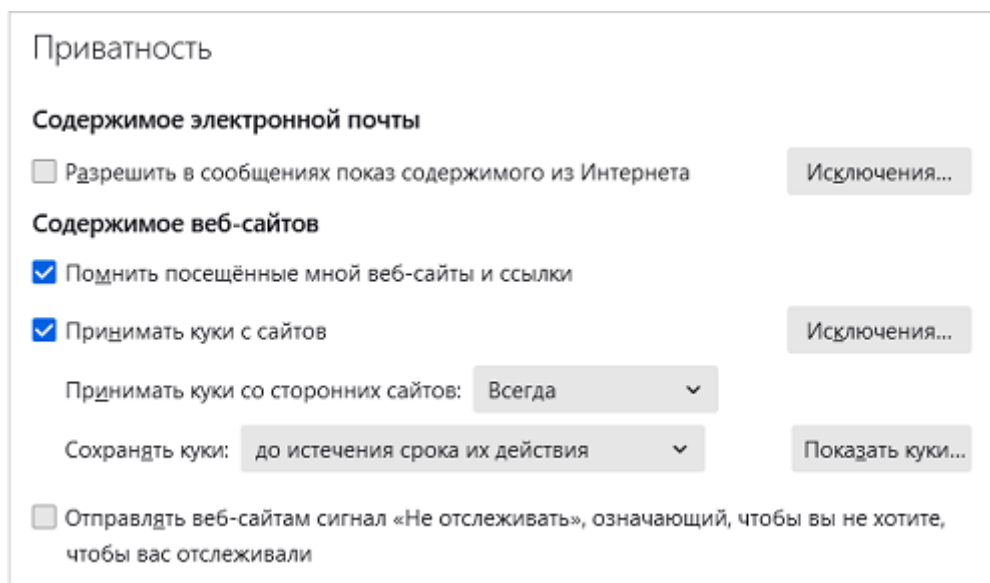 Приватность
Содержимое электронной почты
Разрешить в сообщениях показ содержимого из Интернета
Исключения...
Содержимое веб-сайтов
Помнить посещённые мной веб-сайты и ссылки
Принимать куки с сайтов
Исключения...
Принимать куки со сторонних сайтов:
Всегда
Сохранять куки:
до истечения срока их действия
Показать куки...
Отправлять веб-сайтам сигнал «Не отслеживать», означающий, чтобы вы не хотите,
чтобы вас отслеживали